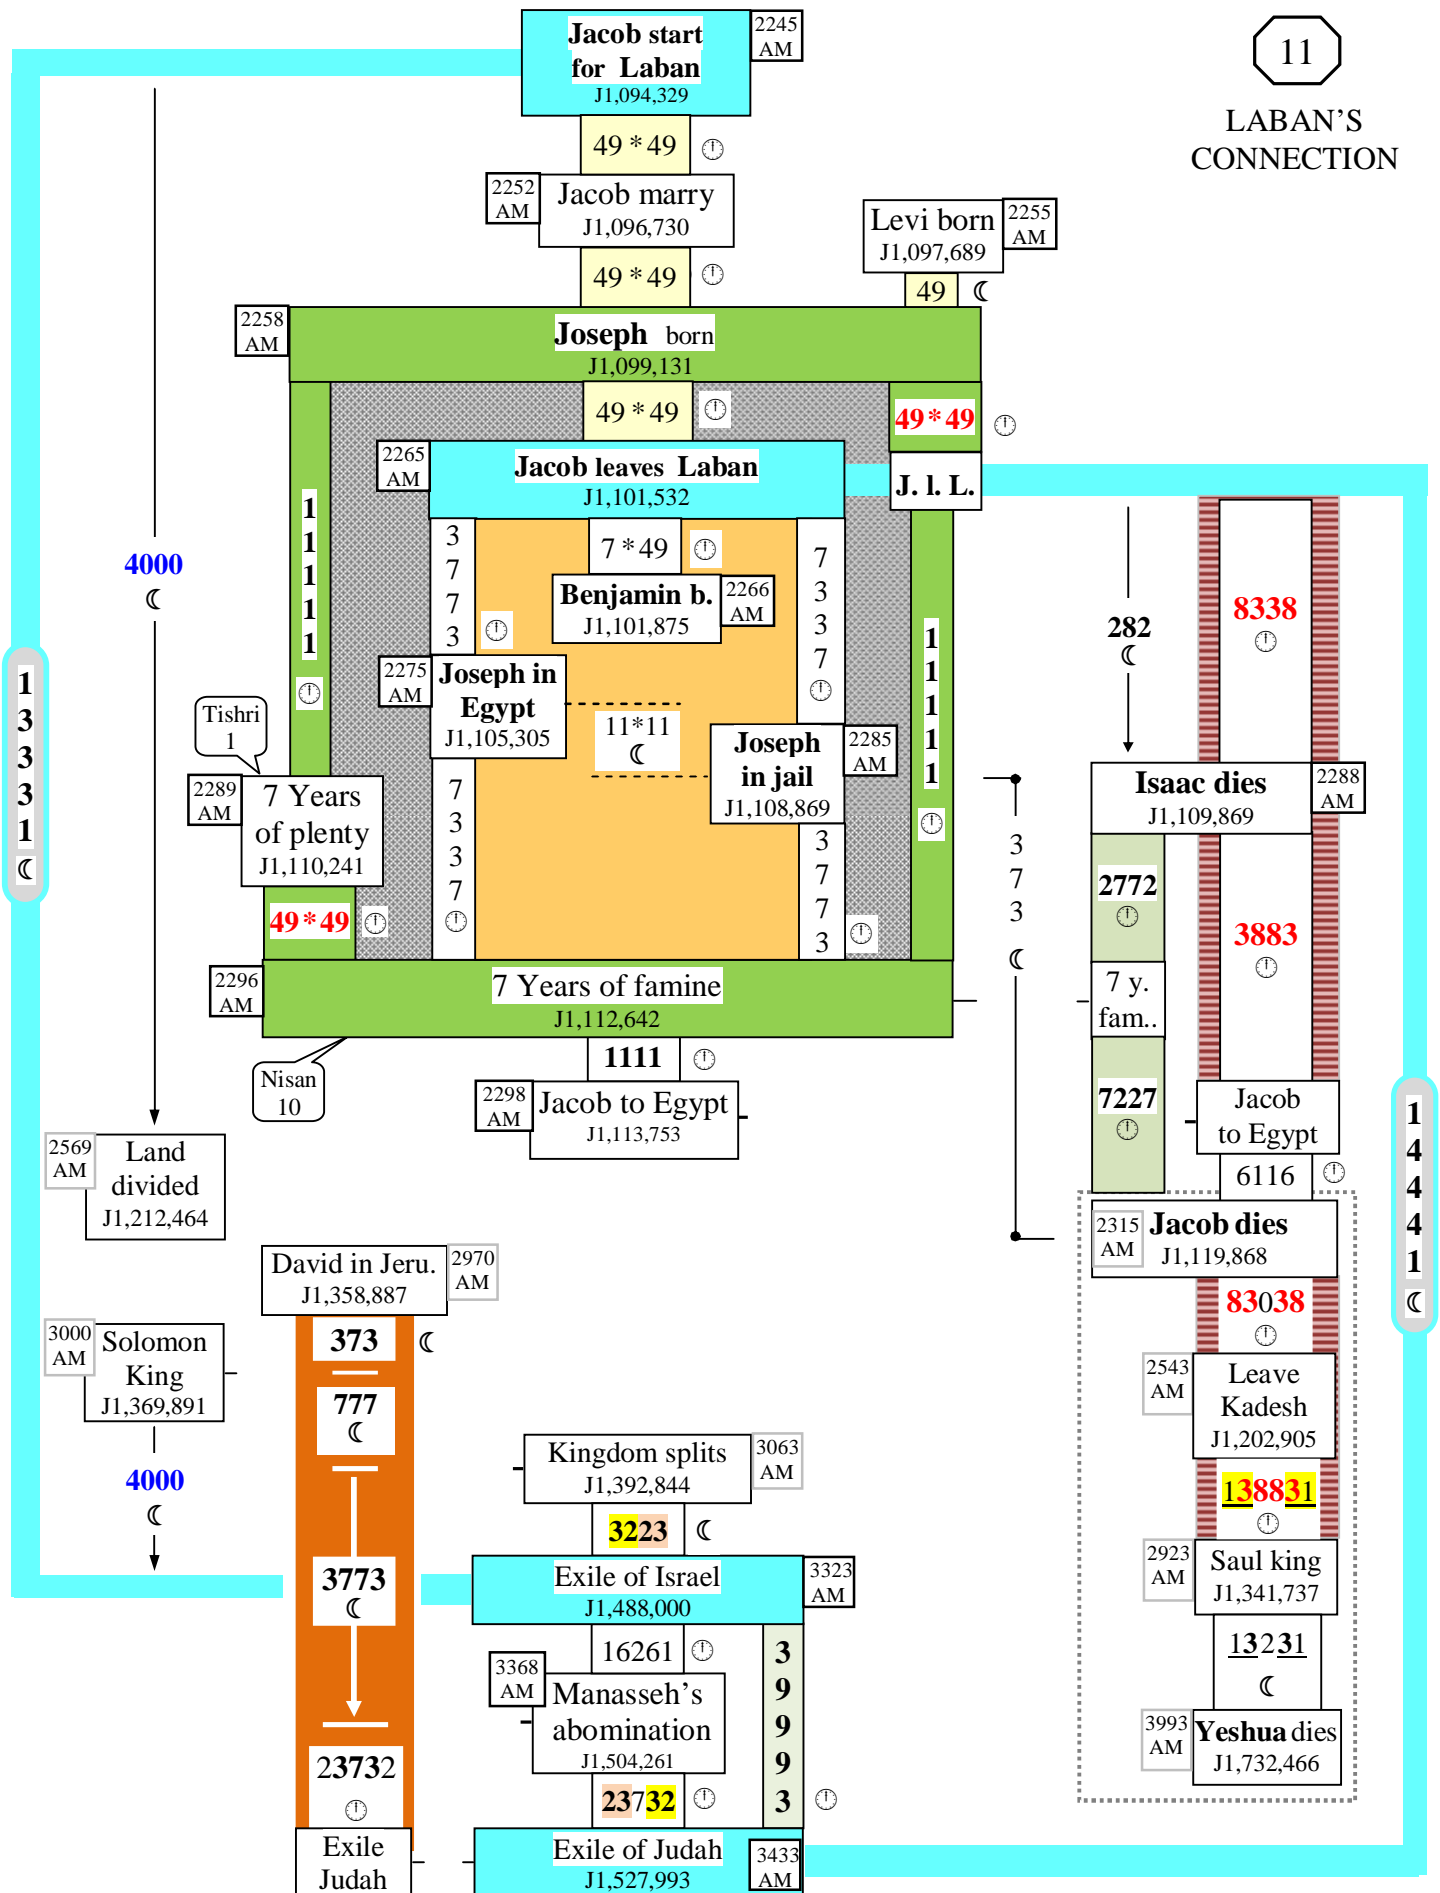 Jacob start
for Laban
J1,094,329
2245
AM
11
LABAN'S
CONNECTION
49 * 49
2252
AM
Jacob marry
J1,096,730
Levi born
J1,097,689
2255
AM
49 * 49
49 ☾
2258
AM
Joseph born
J1,099,131
49 * 49
49 * 49
2265
AM
Jacob leaves Laban
J1,101,532
J. l. L.
1
1
1
1
1
3
7
7
3
7 * 49
7
3
3
7
Benjamin b.
J1,101,875
2266
AM
4000
☾
282
☾
8338
1
1
1
1
1
1
3
3
3
1
☾
2275
AM
Joseph in
Egypt
J1,105,305
11*11
☾
Tishri
1
Joseph
in jail
J1,108,869
2285
AM
Isaac dies
J1,109,869
2288
AM
2289
AM
7 Years
of plenty
J1,110,241
7
3
3
7
3
7
7
3
3
7
3
☾
2772
3883
49 * 49
2296
AM
7 Years of famine
J1,112,642
7 y.
fam..
Nisan
10
1111
2298
AM
Jacob to Egypt
J1,113,753
7227
Jacob
to Egypt
1
4
4
4
1
☾
2569
AM
Land
divided
J1,212,464
6116
2315
AM
Jacob dies
J1,119,868
David in Jeru.
J1,358,887
2970
AM
83038
3000
AM
Solomon
King
J1,369,891
373 ☾
777
☾
2543
AM
Leave
Kadesh
J1,202,905
4000
☾
Kingdom splits
J1,392,844
3063
AM
138831
3223 ☾
3773
☾
Exile of Israel
J1,488,000
3323
AM
2923
AM
Saul king
J1,341,737
16261
3
9
9
9
3
13231
☾
3368
AM
Manasseh's
abomination
J1,504,261
3993
AM
Yeshua dies
J1,732,466
23732
23732
Exile
Judah
Exile of Judah
J1,527,993
3433
AM